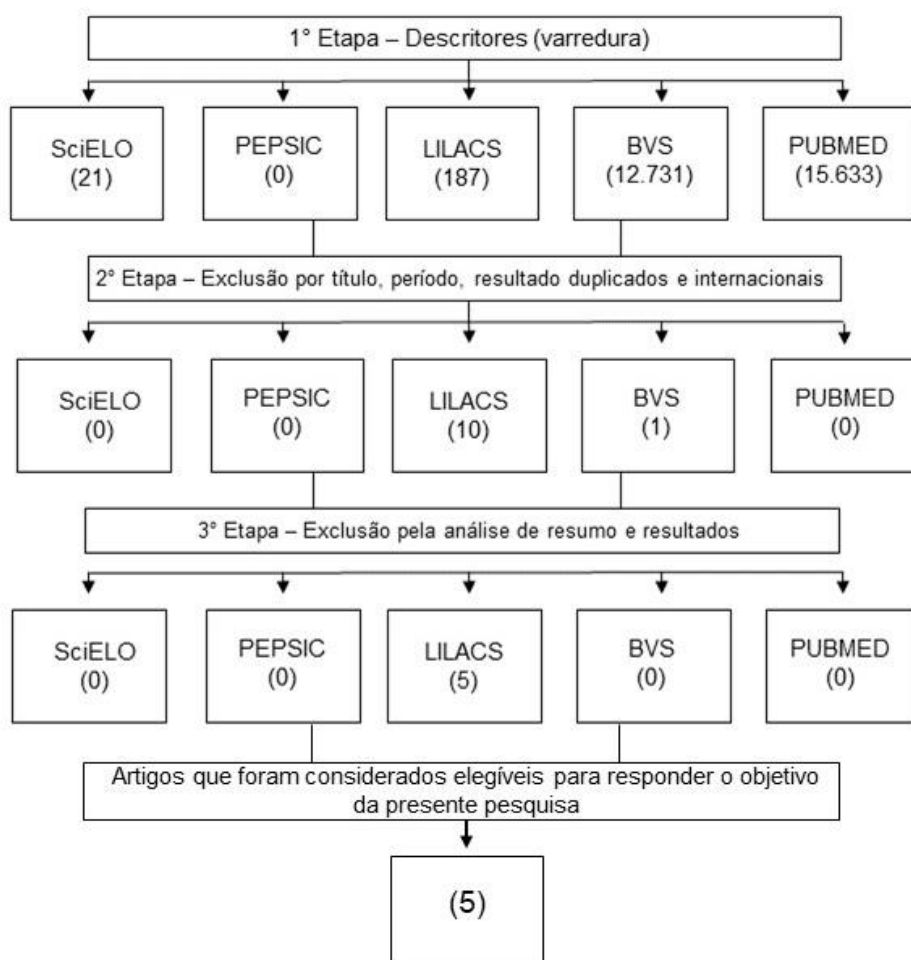 1° Etapa – Descritores (varredura)
SciELO
(21)
PEPSIC
(0)
LILACS
(187)
BVS
(12.731)
PUBMED
(15.633)
2° Etapa – Exclusão por título, período, resultado duplicados e internacionais
SciELO
(0)
PEPSIC
(0)
LILACS
(10)
BVS
(1)
PUBMED
(0)
3° Etapa – Exclusão pela análise de resumo e resultados
SciELO
(0)
PEPSIC
(0)
LILACS
(5)
BVS
(0)
PUBMED
(0)
Artigos que foram considerados elegíveis para responder o objetivo
da presente pesquisa
(5)